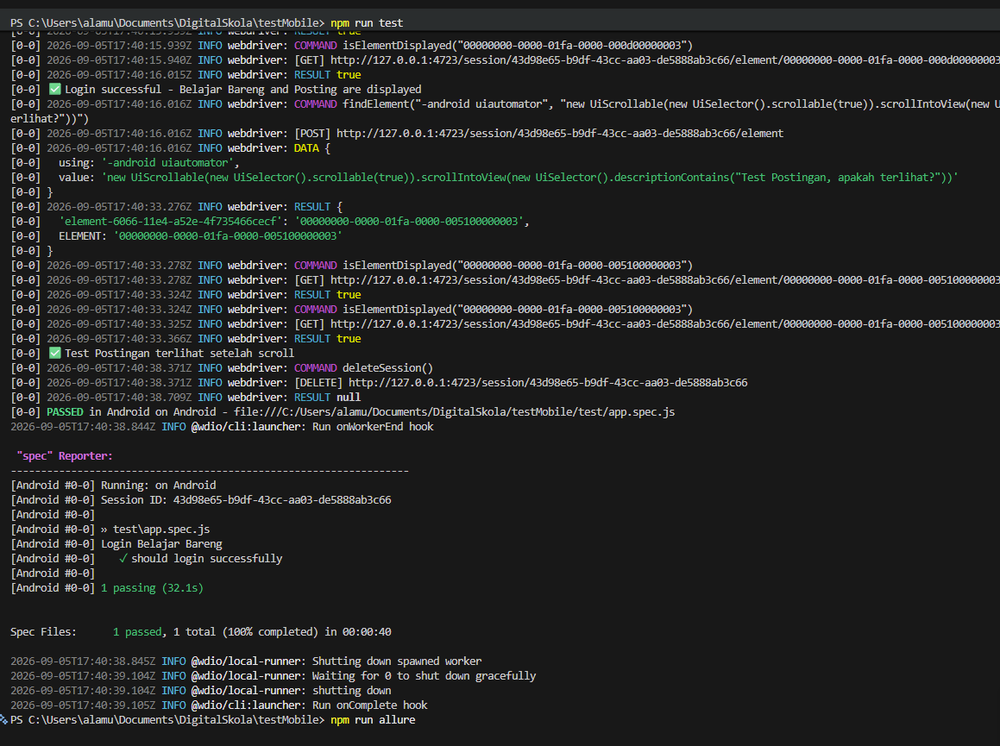 PS C:\Users\alamu\Documents\DigitalSkola\testMobile> npm run test
[0-0] 2026-09-05T17:40:15.939Z INFO webdriver: RESULT true
[0-0] 2026-09-05T17:40:15.939Z INFO webdriver: COMMAND isElementDisplayed("00000000-0000-01fa-0000-000d00000003")
[0-0] 2026-09-05T17:40:15.940Z INFO webdriver: [GET] http://127.0.0.1:4723/session/43d98e65-b9df-43cc-aa03-de5888ab3c66/element/00000000-0000-01fa-0000-000d00000003
[0-0] 2026-09-05T17:40:16.015Z INFO webdriver: RESULT true
[0-0] ✅ Login successful - Belajar Bareng and Posting are displayed
[0-0] 2026-09-05T17:40:16.016Z INFO webdriver: COMMAND findElement("-android uiautomator", "new UiScrollable(new UiSelector().scrollable(true)).scrollIntoView(new U
erlihat?"))")
[0-0] 2026-09-05T17:40:16.016Z INFO webdriver: [POST] http://127.0.0.1:4723/session/43d98e65-b9df-43cc-aa03-de5888ab3c66/element
[0-0] 2026-09-05T17:40:16.016Z INFO webdriver: DATA {
[0-0]   using: '-android uiautomator',
[0-0]   value: 'new UiScrollable(new UiSelector().scrollable(true)).scrollIntoView(new UiSelector().descriptionContains("Test Postingan, apakah terlihat?"))'
[0-0] }
[0-0] 2026-09-05T17:40:33.276Z INFO webdriver: RESULT {
[0-0]   'element-6066-11e4-a52e-4f735466cecf': '00000000-0000-01fa-0000-005100000003',
[0-0]   ELEMENT: '00000000-0000-01fa-0000-005100000003'
[0-0] }
[0-0] 2026-09-05T17:40:33.278Z INFO webdriver: COMMAND isElementDisplayed("00000000-0000-01fa-0000-005100000003")
[0-0] 2026-09-05T17:40:33.278Z INFO webdriver: [GET] http://127.0.0.1:4723/session/43d98e65-b9df-43cc-aa03-de5888ab3c66/element/00000000-0000-01fa-0000-005100000003
[0-0] 2026-09-05T17:40:33.324Z INFO webdriver: RESULT true
[0-0] 2026-09-05T17:40:33.324Z INFO webdriver: COMMAND isElementDisplayed("00000000-0000-01fa-0000-005100000003")
[0-0] 2026-09-05T17:40:33.325Z INFO webdriver: [GET] http://127.0.0.1:4723/session/43d98e65-b9df-43cc-aa03-de5888ab3c66/element/00000000-0000-01fa-0000-005100000003
[0-0] 2026-09-05T17:40:33.366Z INFO webdriver: RESULT true
[0-0] ✅ Test Postingan terlihat setelah scroll
[0-0] 2026-09-05T17:40:38.371Z INFO webdriver: COMMAND deleteSession()
[0-0] 2026-09-05T17:40:38.371Z INFO webdriver: [DELETE] http://127.0.0.1:4723/session/43d98e65-b9df-43cc-aa03-de5888ab3c66
[0-0] 2026-09-05T17:40:38.709Z INFO webdriver: RESULT null
[0-0] PASSED in Android on Android - file:///C:/Users/alamu/Documents/DigitalSkola/testMobile/test/app.spec.js
2026-09-05T17:40:38.844Z INFO @wdio/cli:launcher: Run onWorkerEnd hook
"spec" Reporter:
------------------------------------------------------------------
[Android #0-0] Running: on Android
[Android #0-0] Session ID: 43d98e65-b9df-43cc-aa03-de5888ab3c66
[Android #0-0]
[Android #0-0] » test\app.spec.js
[Android #0-0] Login Belajar Bareng
[Android #0-0]    ✓ should login successfully
[Android #0-0]
[Android #0-0] 1 passing (32.1s)
Spec Files:      1 passed, 1 total (100% completed) in 00:00:40
2026-09-05T17:40:38.845Z INFO @wdio/local-runner: Shutting down spawned worker
2026-09-05T17:40:39.104Z INFO @wdio/local-runner: Waiting for 0 to shut down gracefully
2026-09-05T17:40:39.104Z INFO @wdio/local-runner: shutting down
2026-09-05T17:40:39.105Z INFO @wdio/cli:launcher: Run onComplete hook
PS C:\Users\alamu\Documents\DigitalSkola\testMobile> npm run allure